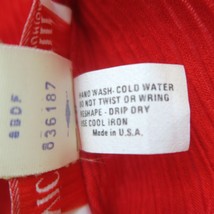 HAND WASH-COLD WATER
DO NOT TWIST OR WRING
RESHAPE - DRIP DRY
USE COOL IRON
Made in U.S.A.
836187